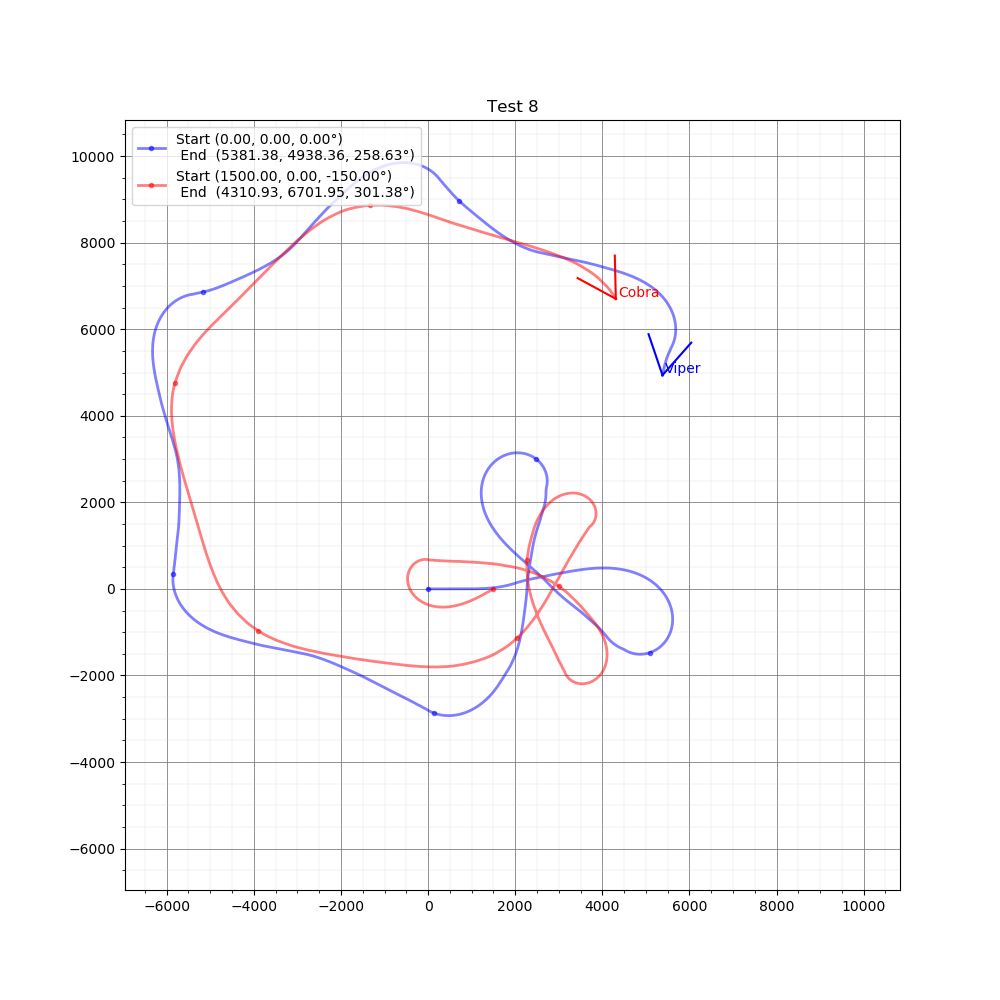 Test 8
Start (0.00, 0.00, 0.00°)
End (5381.38, 4938.36, 258.63°)
Start (1500.00, 0.00, -150.00°)
End (4310.93, 6701.95, 301.38°)
10000
8000
6000
4000
2000
0
−2000
−4000
−6000
Cobra
Viper
−6000 −4000 −2000 0 2000 4000 6000 8000 10000